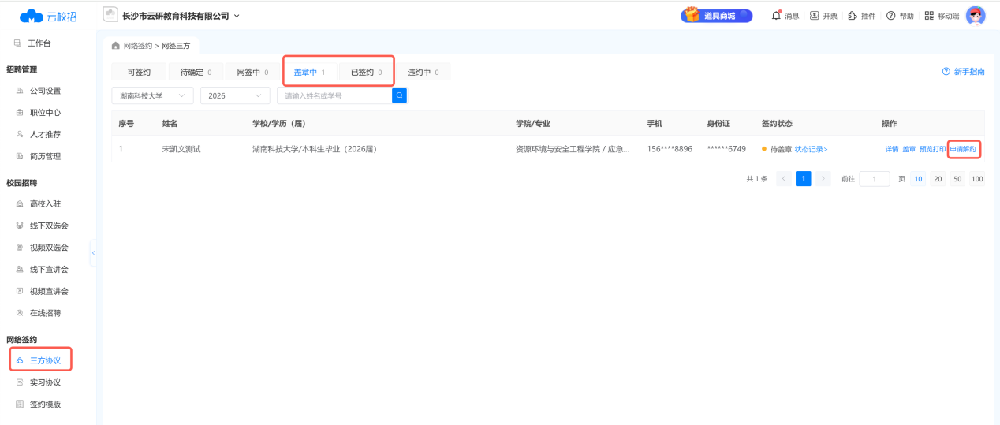 云校招
长沙市云研教育科技有限公司
道具商城
消息
开票
插件
帮助
移动端
工作台
招聘管理
公司设置
职位中心
人才推荐
简历管理
校园招聘
高校入驻
线下双选会
视频双选会
线下宣讲会
视频宣讲会
在线招聘
网络签约
三方协议
实习协议
签约模版
网络签约 > 网签三方
可签约 待确定 0 网签中 0 盖章中 1 已签约 0 违约中 0
新手指南
湖南科技大学 2026 请输入姓名或学号
序号 姓名 学校/学历（届） 学院/专业 手机 身份证 签约状态 操作
1 宋凯文测试 湖南科技大学/本科生毕业（2026届） 资源环境与安全工程学院 / 应急... 156****8896 ******6749 待盖章 状态记录> 详情 盖章 预览打印 申请解约
共 1 条 < 1 > 前往 1 页 10 20 50 100